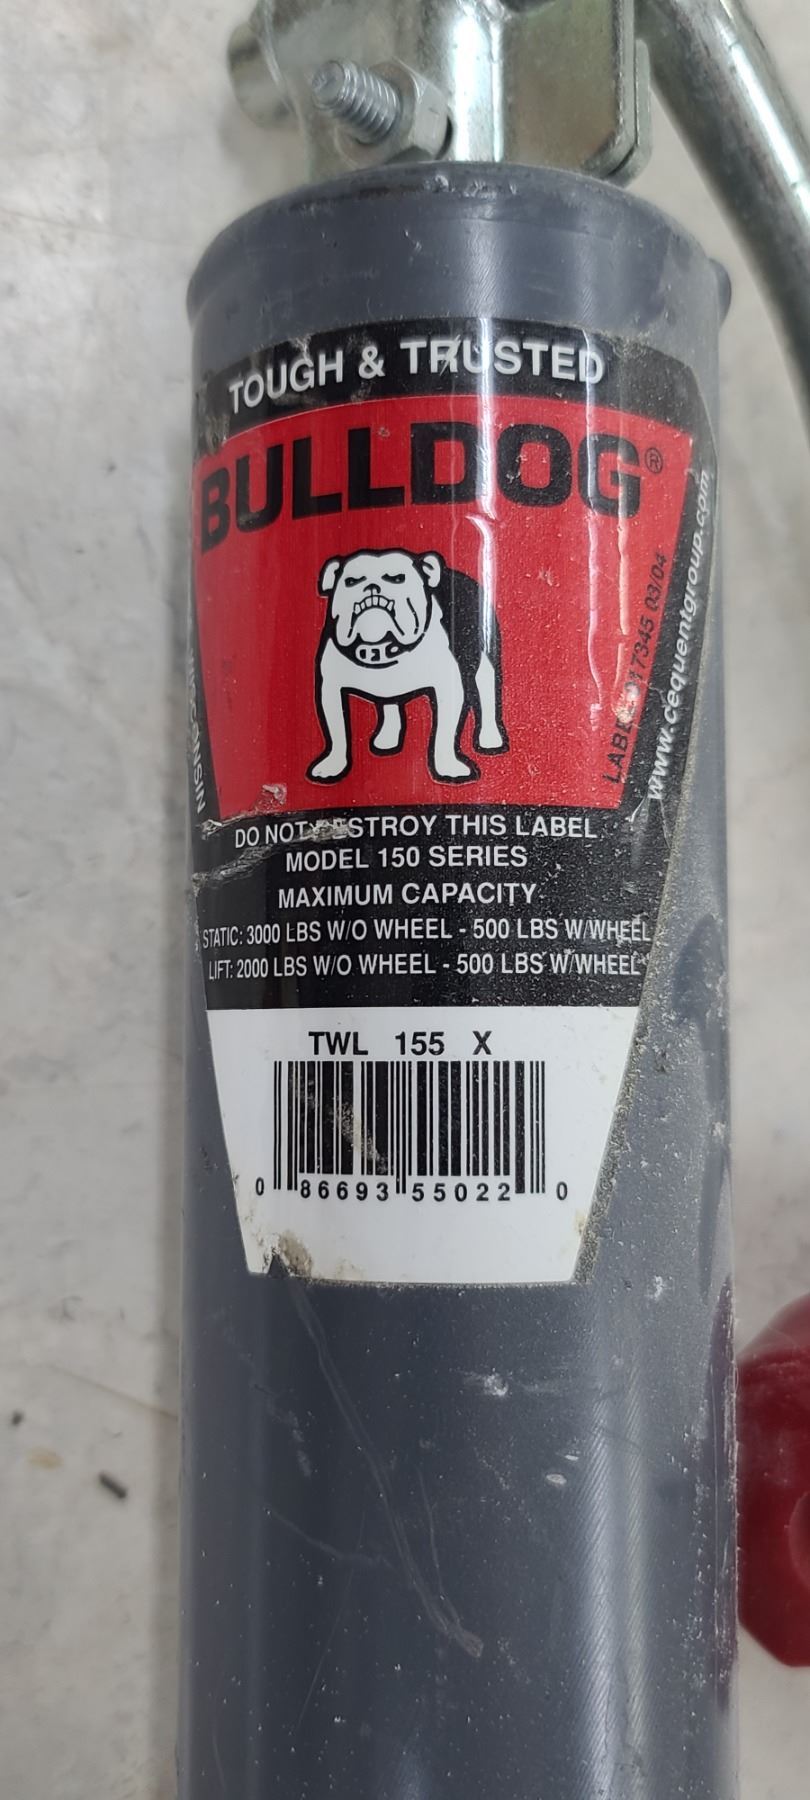 TOUGH & TRUSTED
BULLDOG®
LABEL 017345 03/04
www.cequentgroup.com
WISCONSIN
DO NOT DESTROY THIS LABEL
MODEL 150 SERIES
MAXIMUM CAPACITY
STATIC: 3000 LBS W/O WHEEL - 500 LBS W/WHEEL
LIFT: 2000 LBS W/O WHEEL - 500 LBS W/WHEEL
TWL 155 X
0 86693 55022 0